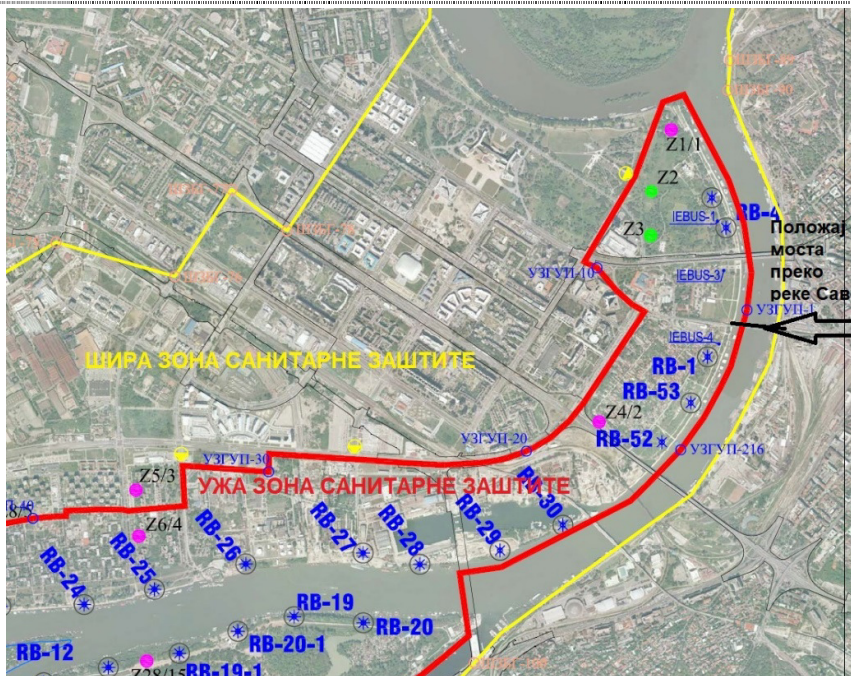 Z1/1
Z2
RB-4
IEBUS-1
Z3
Положај
моста
преко
реке Сав
УЗГУП-10
IEBUS-3
УЗГУП-1
IEBUS-4
ШИРА ЗОНА САНИТАРНЕ ЗАШТИТЕ
RB-1
RB-53
Z4/2
RB-52
УЗГУП-20
УЗГУП-216
УЗГУП-30
УЖА ЗОНА САНИТАРНЕ ЗАШТИТЕ
Z5/3
Z6/4
RB-26
RB-27
RB-28
RB-29
RB-30
RB-24
RB-25
RB-19
RB-20-1
RB-20
RB-12
Z28/15
RB-19-1